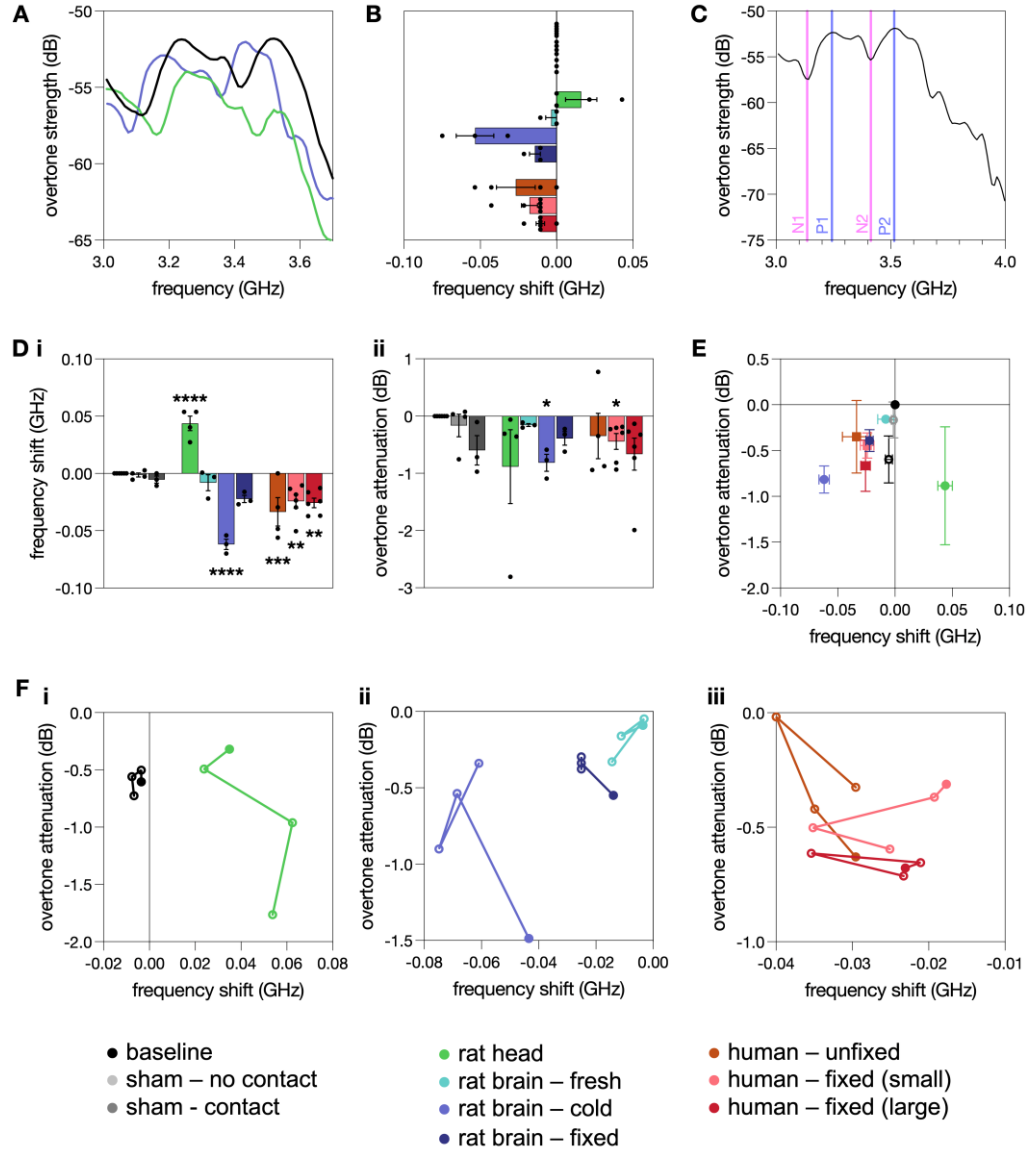 A
-50
-55
-60
-65
overtone strength (dB)
3.0
3.2
3.4
3.6
frequency (GHz)
B
-0.10
-0.05
0.00
0.05
frequency shift (GHz)
C
-50
-55
-60
-65
-70
-75
overtone strength (dB)
N1
P1
N2
P2
3.0
3.5
4.0
frequency (GHz)
D i
0.10
0.05
0.00
-0.05
-0.10
frequency shift (GHz)
****
****
***
**
**
ii
1
0
-1
-2
-3
overtone attenuation (dB)
*
*
E
0.5
0.0
-0.5
-1.0
-1.5
-2.0
overtone attenuation (dB)
-0.10
-0.05
0.00
0.05
0.10
frequency shift (GHz)
F i
0.0
-0.5
-1.0
-1.5
-2.0
overtone attenuation (dB)
-0.02
0.00
0.02
0.04
0.06
0.08
frequency shift (GHz)
ii
0.0
-0.5
-1.0
-1.5
overtone attenuation (dB)
-0.08
-0.06
-0.04
-0.02
0.00
frequency shift (GHz)
iii
0.0
-0.5
-1.0
overtone attenuation (dB)
-0.04
-0.03
-0.02
-0.01
frequency shift (GHz)
baseline
sham – no contact
sham - contact
rat head
rat brain – fresh
rat brain – cold
rat brain – fixed
human – unfixed
human – fixed (small)
human – fixed (large)